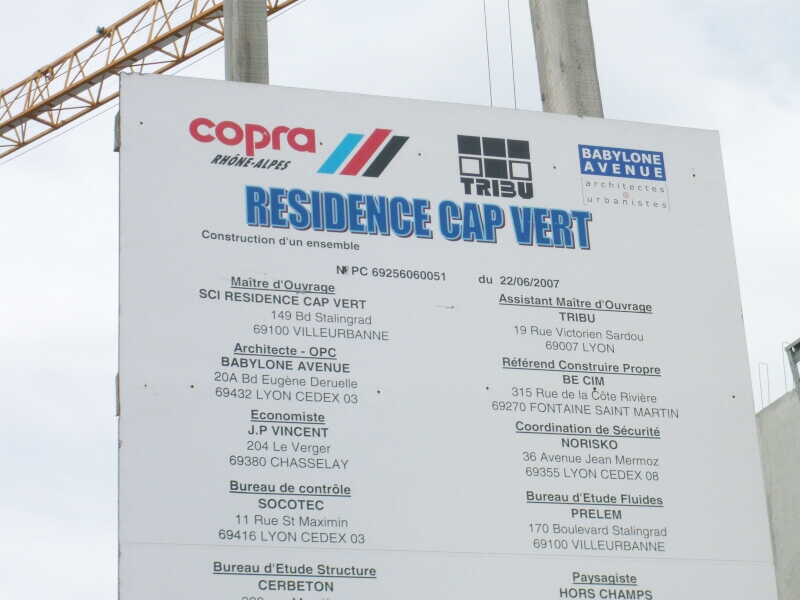 copra
RHÔNE-ALPES
TRIBU
BABYLONE
AVENUE
architectes
@
urbanistes
RESIDENCE CAP VERT
Construction d'un ensemble
N° PC 69256060051 du 22/06/2007
Maître d'Ouvrage
SCI RESIDENCE CAP VERT
149 Bd Stalingrad
69100 VILLEURBANNE
Architecte - OPC
BABYLONE AVENUE
20A Bd Eugène Deruelle
69432 LYON CEDEX 03
Economiste
J.P VINCENT
204 Le Verger
69380 CHASSELAY
Bureau de contrôle
SOCOTEC
11 Rue St Maximin
69416 LYON CEDEX 03
Bureau d'Etude Structure
CERBETON
Assistant Maître d'Ouvrage
TRIBU
19 Rue Victorien Sardou
69007 LYON
Référend Construire Propre
BE CIM
315 Rue de la Côte Rivière
69270 FONTAINE SAINT MARTIN
Coordination de Sécurité
NORISKO
36 Avenue Jean Mermoz
69355 LYON CEDEX 08
Bureau d'Etude Fluides
PRELEM
170 Boulevard Stalingrad
69100 VILLEURBANNE
Paysagiste
HORS CHAMPS